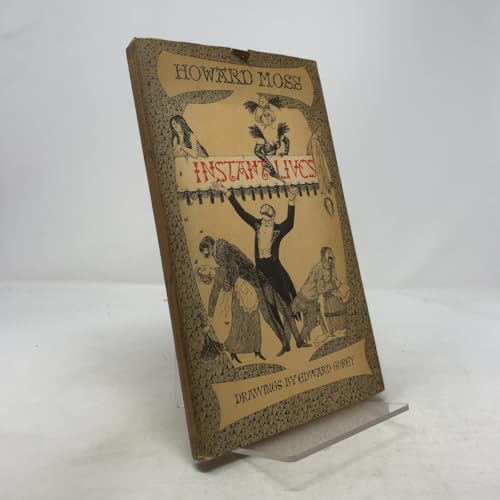 HOWARD MOSS
INSTANT LIVES
DRAWINGS BY EDWARD GOREY